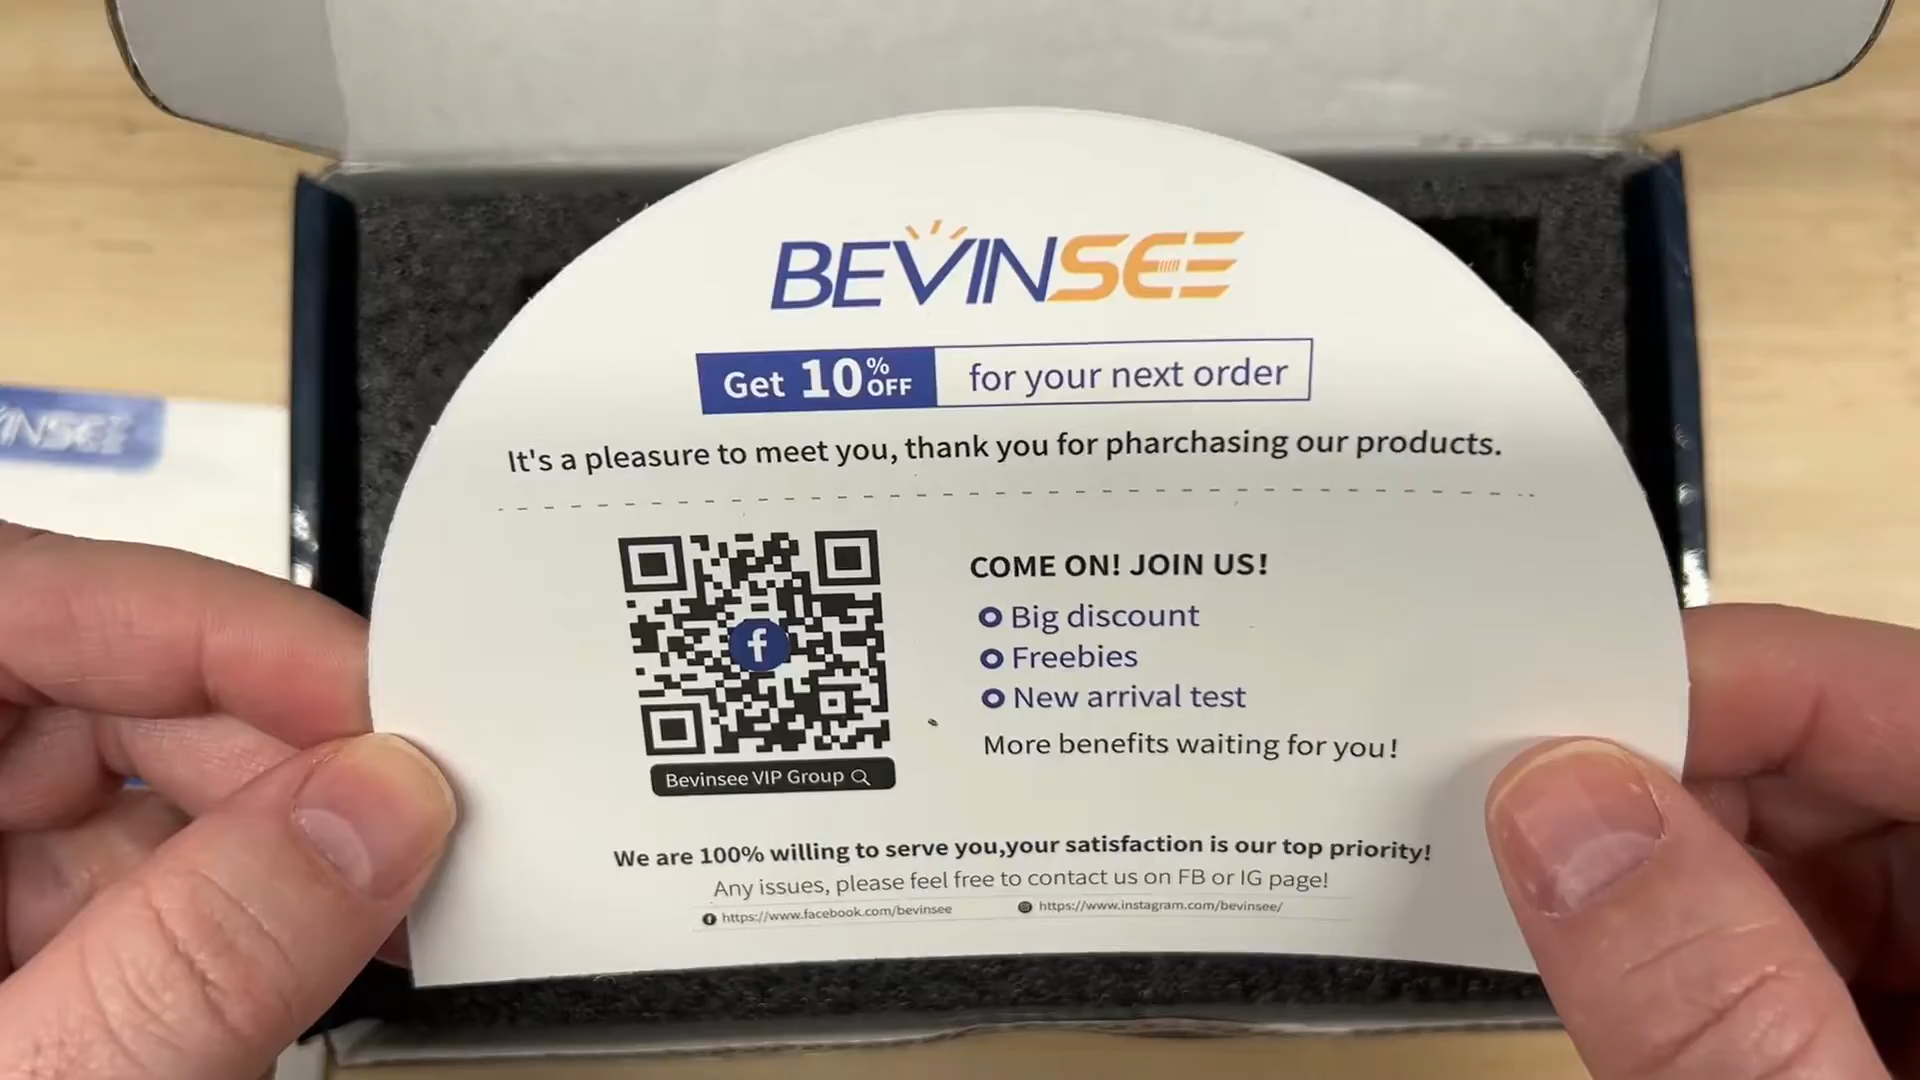 BEVINSEE
Get 10% OFF for your next order
It's a pleasure to meet you, thank you for pharchasing our products.
f
COME ON! JOIN US!
Big discount
Freebies
New arrival test
More benefits waiting for you!
Bevinsee VIP Group
We are 100% willing to serve you,your satisfaction is our top priority!
Any issues, please feel free to contact us on FB or IG page!
https://www.facebook.com/bevinsee
https://www.instagram.com/bevinsee/
VINSEE